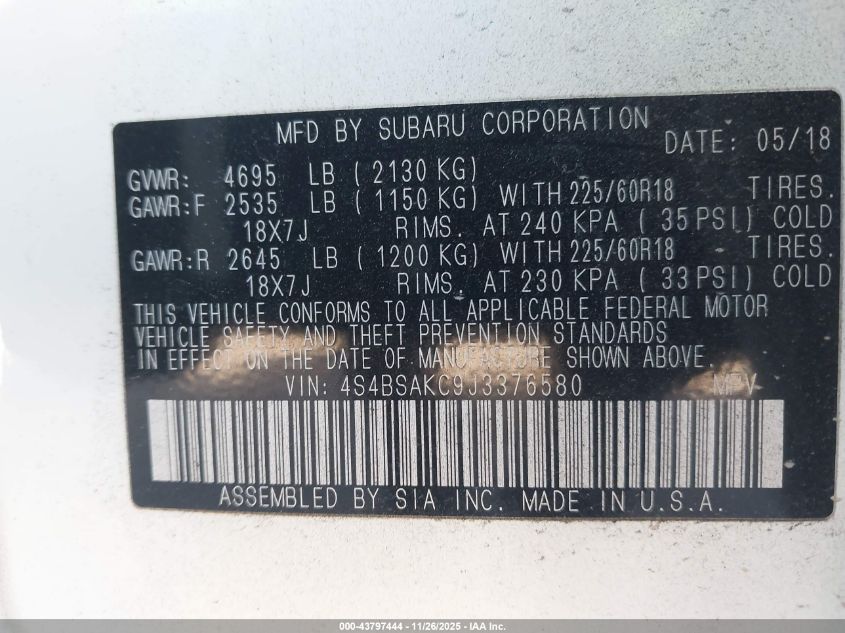 MFD BY SUBARU CORPORATION DATE: 05/18
GVWR: 4695 LB ( 2130 KG)
GAWR:F 2535 LB ( 1150 KG) WITH 225/60R18 TIRES.
18X7J RIMS. AT 240 KPA ( 35 PSI) COLD
GAWR:R 2645 LB ( 1200 KG) WITH 225/60R18 TIRES.
18X7J RIMS. AT 230 KPA ( 33 PSI) COLD
THIS VEHICLE CONFORMS TO ALL APPLICABLE FEDERAL MOTOR
VEHICLE SAFETY AND THEFT PREVENTION STANDARDS
IN EFFECT ON THE DATE OF MANUFACTURE SHOWN ABOVE.
VIN: 4S4BSAKC9J3376580 MPV
ASSEMBLED BY SIA INC. MADE IN U.S.A.
000-43797444 - 11/26/2025 - IAA Inc.